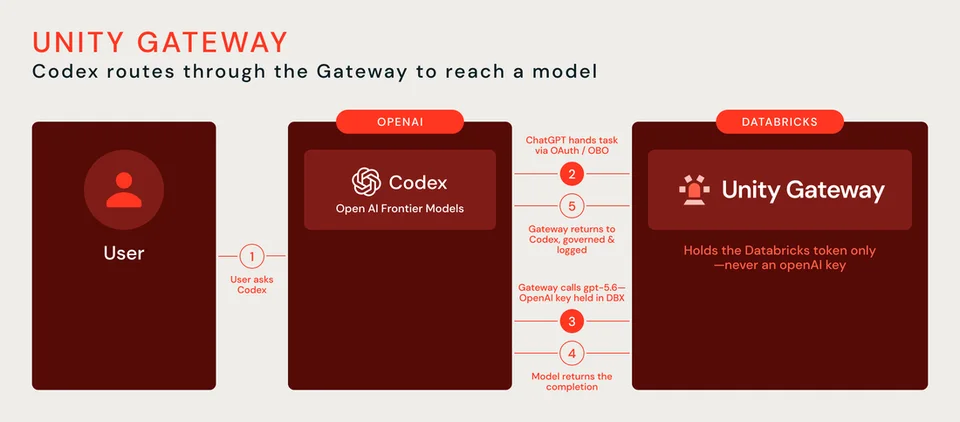 UNITY GATEWAY
Codex routes through the Gateway to reach a model
User
1
User asks
Codex
OPENAI
Codex
Open AI Frontier Models
ChatGPT hands task
via OAuth / OBO
2
5
Gateway returns to
Codex, governed &
logged
Gateway calls gpt-5.6—
OpenAI key held in DBX
3
4
Model returns the
completion
DATABRICKS
Unity Gateway
Holds the Databricks token only
—never an openAI key